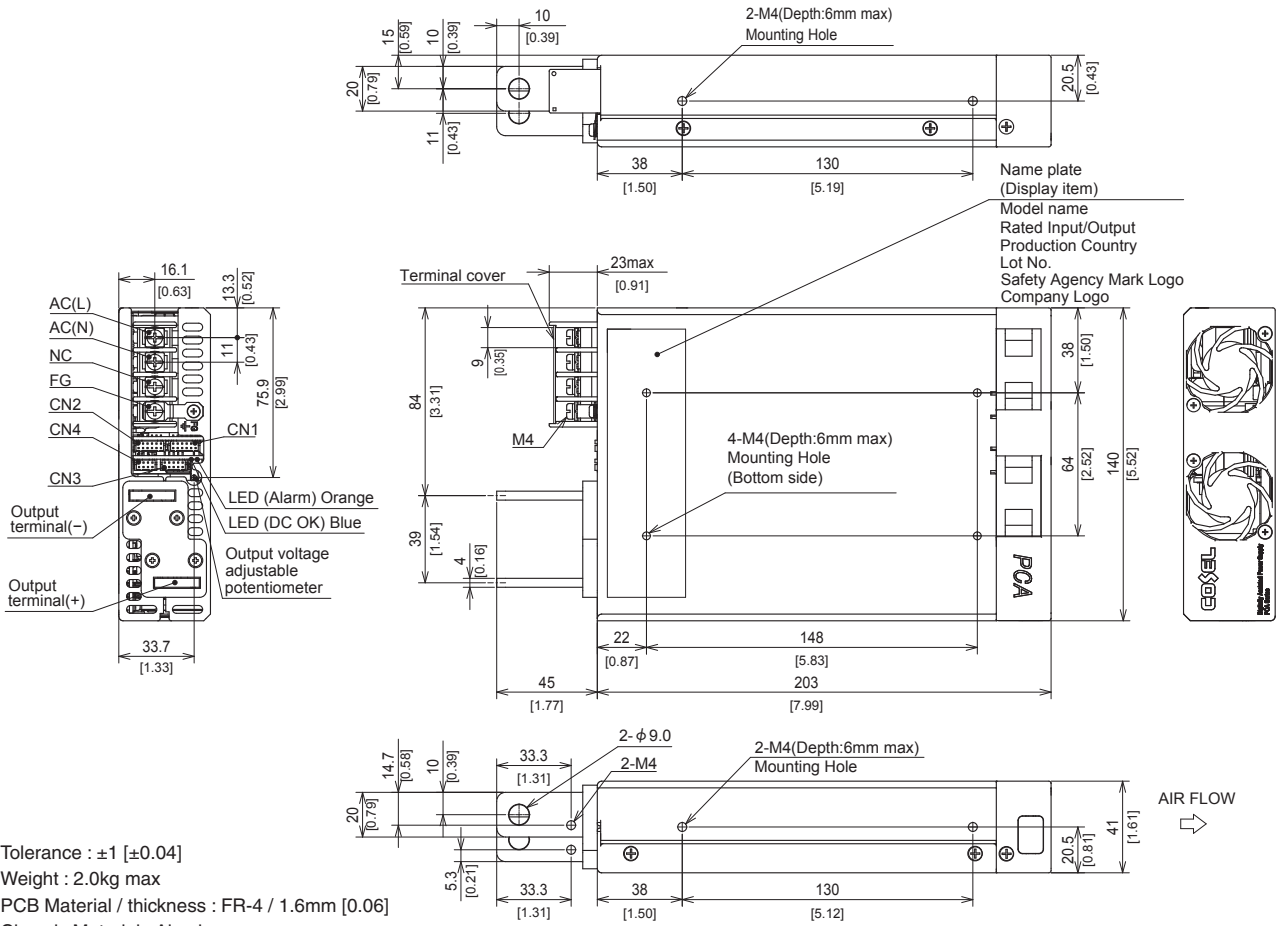 2-M4(Depth:6mm max)
Mounting Hole
10
[0.39]
15
[0.59]
10
[0.39]
20
[0.79]
11
[0.43]
20.5
[0.43]
38
[1.50]
130
[5.19]
Name plate
(Display item)
Model name
Rated Input/Output
Production Country
Lot No.
Safety Agency Mark Logo
Company Logo
16.1
[0.63]
13.3
[0.52]
11
[0.43]
75.9
[2.99]
AC(L)
AC(N)
NC
FG
CN2
CN4
CN3
CN1
LED (Alarm) Orange
LED (DC OK) Blue
Output
terminal(−)
Output voltage
adjustable
potentiometer
Output
terminal(+)
33.7
[1.33]
Terminal cover
23max
[0.91]
9
[0.35]
84
[3.31]
M4
39
[1.54]
4
[0.16]
4-M4(Depth:6mm max)
Mounting Hole
(Bottom side)
38
[1.50]
64
[2.52]
140
[5.52]
PCA
22
[0.87]
148
[5.83]
45
[1.77]
203
[7.99]
COSEL
2-ϕ9.0
2-M4
33.3
[1.31]
14.7
[0.58]
10
[0.39]
20
[0.79]
5.3
[0.21]
33.3
[1.31]
2-M4(Depth:6mm max)
Mounting Hole
38
[1.50]
130
[5.12]
20.5
[0.81]
41
[1.61]
AIR FLOW
Tolerance : ±1 [±0.04]
Weight : 2.0kg max
PCB Material / thickness : FR-4 / 1.6mm [0.06]